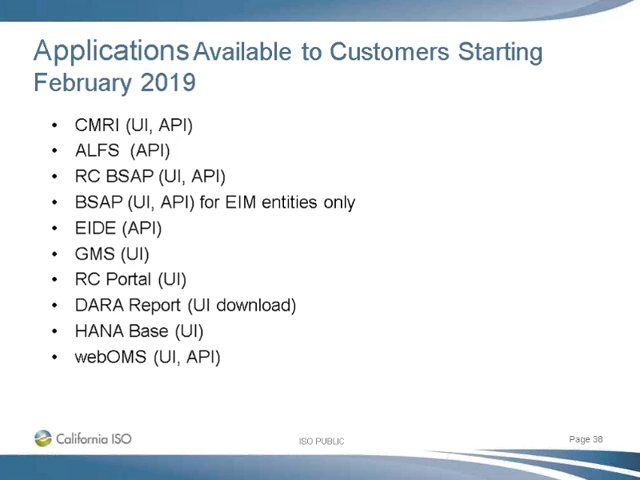 Applications Available to Customers Starting
February 2019
• CMRI (UI, API)
• ALFS (API)
• RC BSAP (UI, API)
• BSAP (UI, API) for EIM entities only
• EIDE (API)
• GMS (UI)
• RC Portal (UI)
• DARA Report (UI download)
• HANA Base (UI)
• webOMS (UI, API)
California ISO
ISO PUBLIC
Page 38